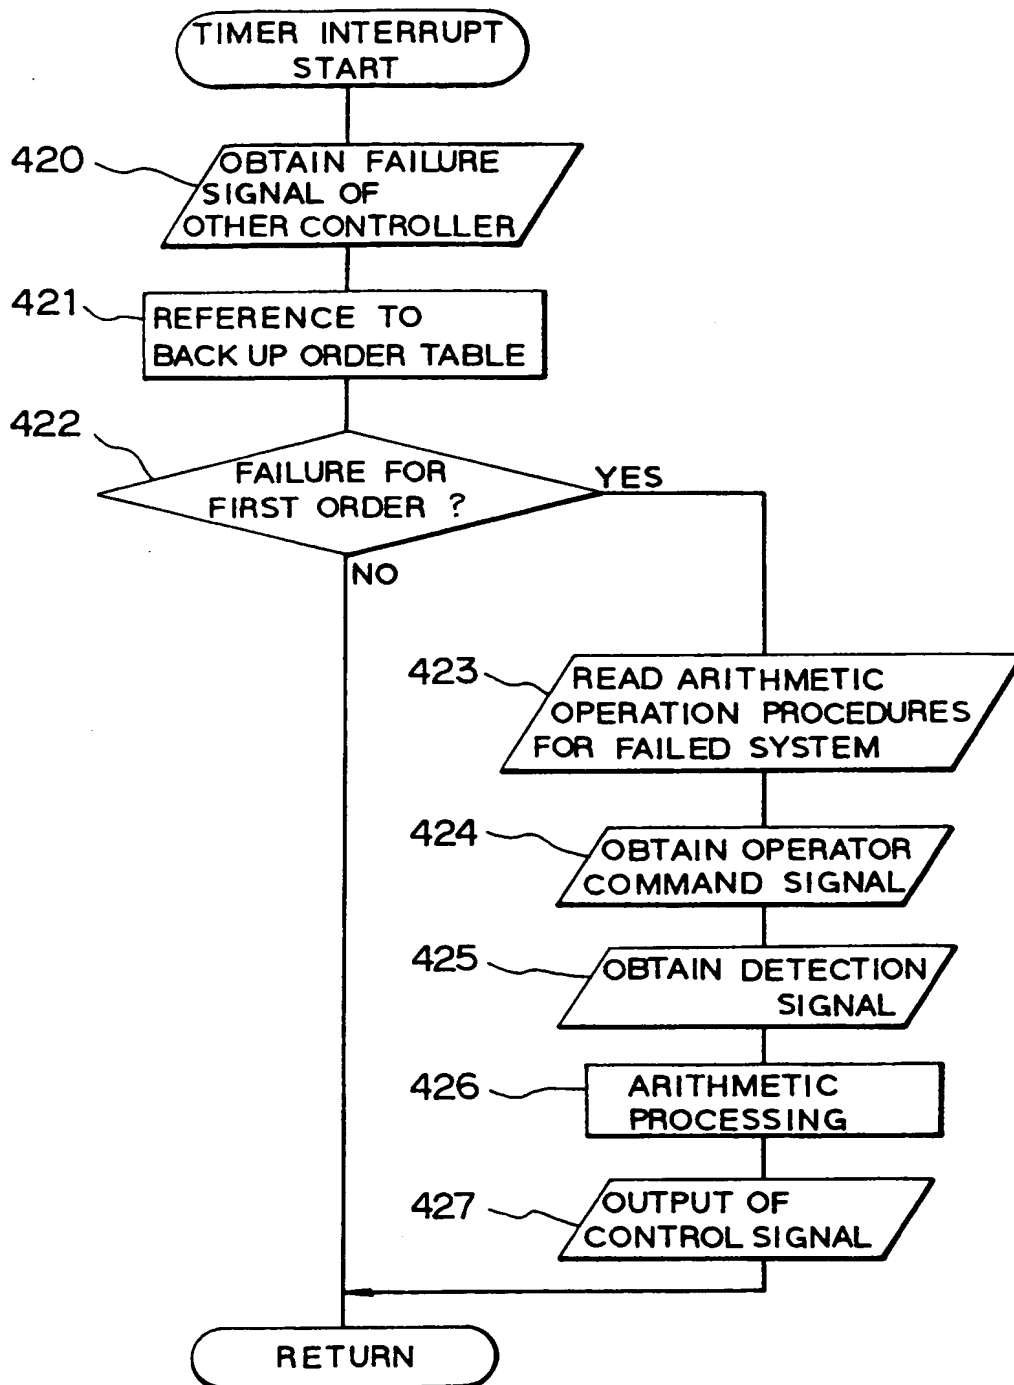 TIMER INTERRUPT
START
420
OBTAIN FAILURE
SIGNAL OF
OTHER CONTROLLER
421
REFERENCE TO
BACK UP ORDER TABLE
422
FAILURE FOR
FIRST ORDER ?
YES
NO
423
READ ARITHMETIC
OPERATION PROCEDURES
FOR FAILED SYSTEM
424
OBTAIN OPERATOR
COMMAND SIGNAL
425
OBTAIN DETECTION
SIGNAL
426
ARITHMETIC
PROCESSING
427
OUTPUT OF
CONTROL SIGNAL
RETURN